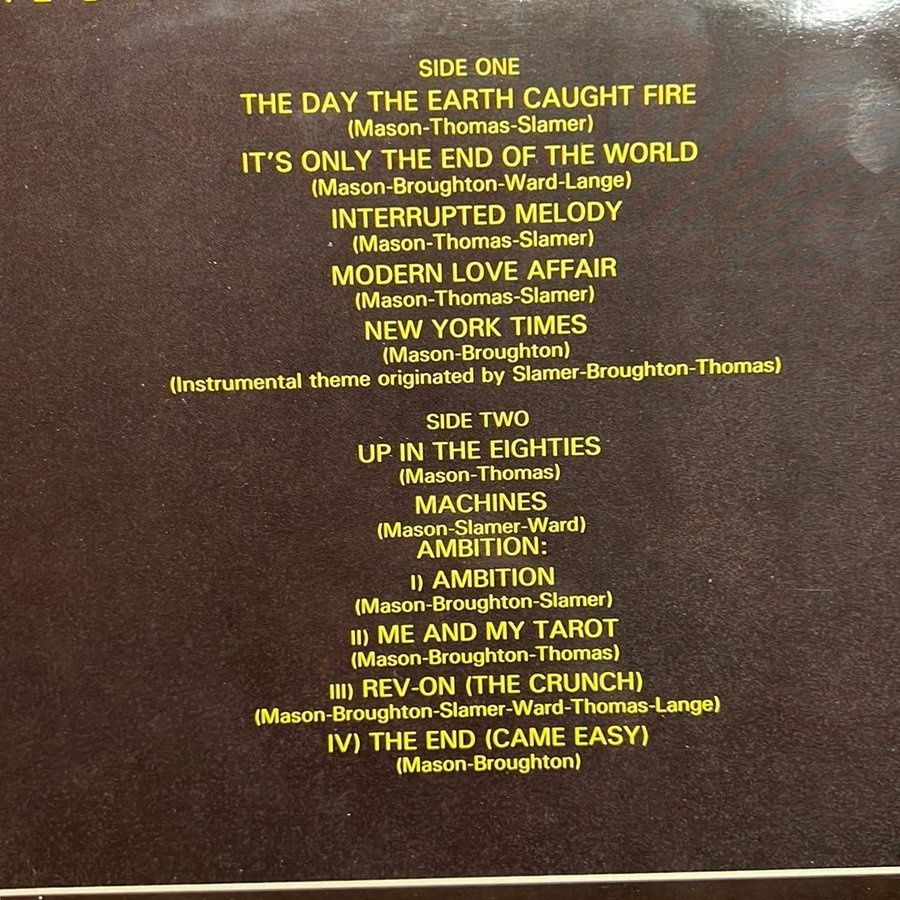 SIDE ONE
THE DAY THE EARTH CAUGHT FIRE
(Mason-Thomas-Slamer)
IT'S ONLY THE END OF THE WORLD
(Mason-Broughton-Ward-Lange)
INTERRUPTED MELODY
(Mason-Thomas-Slamer)
MODERN LOVE AFFAIR
(Mason-Thomas-Slamer)
NEW YORK TIMES
(Mason-Broughton)
(Instrumental theme originated by Slamer-Broughton-Thomas)
SIDE TWO
UP IN THE EIGHTIES
(Mason-Thomas)
MACHINES
(Mason-Slamer-Ward)
AMBITION:
I) AMBITION
(Mason-Broughton-Slamer)
II) ME AND MY TAROT
(Mason-Broughton-Thomas)
III) REV-ON (THE CRUNCH)
(Mason-Broughton-Slamer-Ward-Thomas-Lange)
IV) THE END (CAME EASY)
(Mason-Broughton)